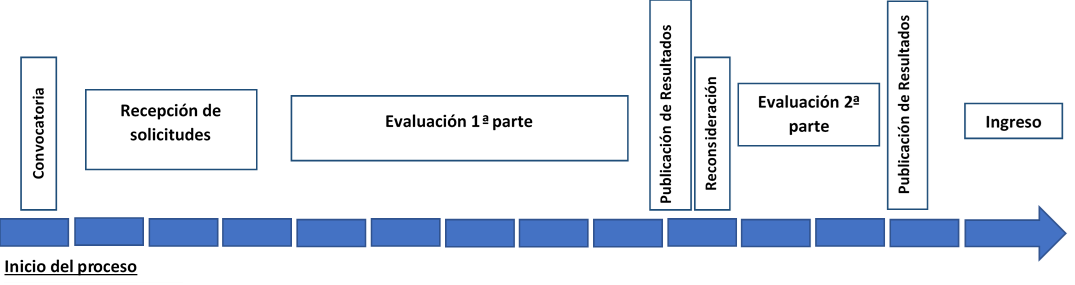 Convocatoria
Recepción de
solicitudes
Evaluación 1ª parte
Publicación de Resultados
Reconsideración
Evaluación 2ª
parte
Publicación de Resultados
Ingreso
Inicio del proceso